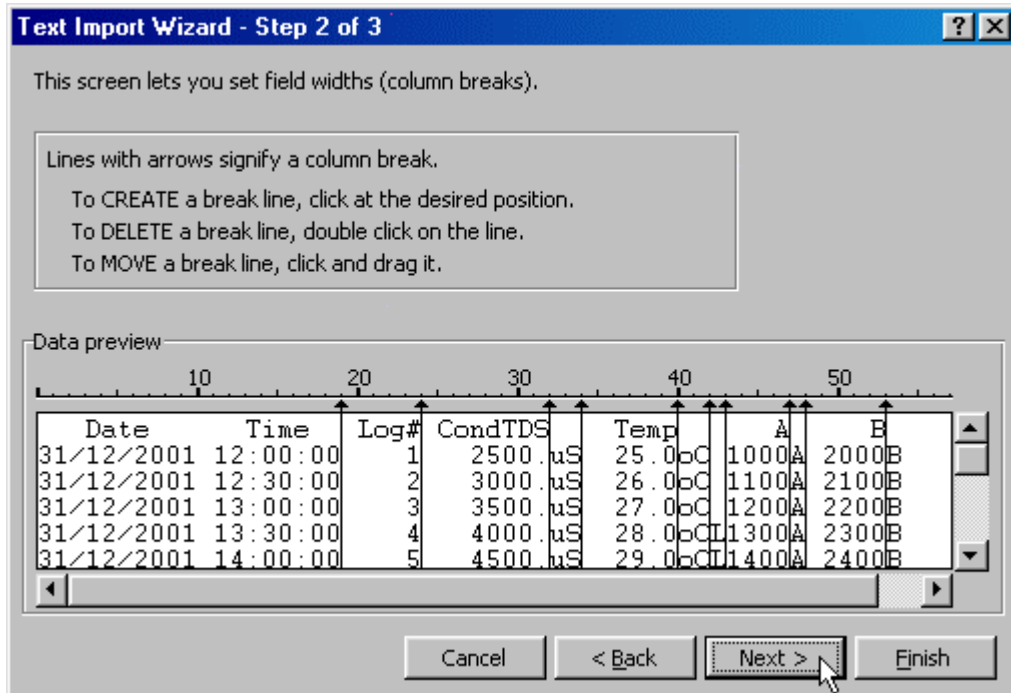 Text Import Wizard - Step 2 of 3
This screen lets you set field widths (column breaks).
Lines with arrows signify a column break.
To CREATE a break line, click at the desired position.
To DELETE a break line, double click on the line.
To MOVE a break line, click and drag it.
Data preview
10 20 30 40 50
Date Time Log# CondTDS Temp A B
31/12/2001 12:00:00 1 2500.uS 25.0oC 1000A 2000B
31/12/2001 12:30:00 2 3000.uS 26.0oC 1100A 2100B
31/12/2001 13:00:00 3 3500.uS 27.0oC 1200A 2200B
31/12/2001 13:30:00 4 4000.uS 28.0oCL1300A 2300B
31/12/2001 14:00:00 5 4500.uS 29.0oCL1400A 2400B
Cancel < Back Next > Finish